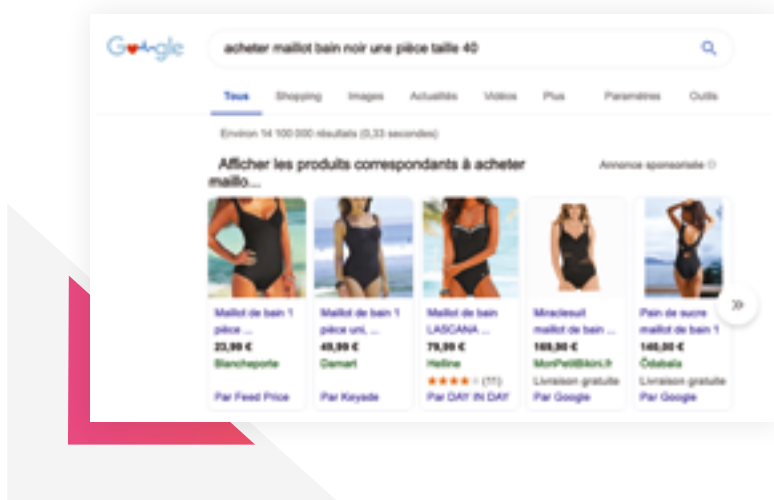 Google
acheter maillot bain noir une pièce taille 40
Tous Shopping Images Actualités Vidéos Plus Paramètres Outils
Environ 14 100 000 résultats (0,33 secondes)
Afficher les produits correspondants à acheter
maillo...
Annonce sponsorisée
Maillot de bain 1
pièce ...
23,99 €
Blancheporte
Par Feed Price
Maillot de bain 1
pièce uni, ...
49,99 €
Damart
Par Keyade
Maillot de bain
LASCANA ...
79,99 €
Helline
(11)
Par DAY IN DAY
Miraclesuit
maillot de bain ...
169,90 €
MonPetitBikini.fr
Livraison gratuite
Par Google
Pain de sucre
maillot de bain 1
Ödabaïa
Livraison gratuite
Par Google